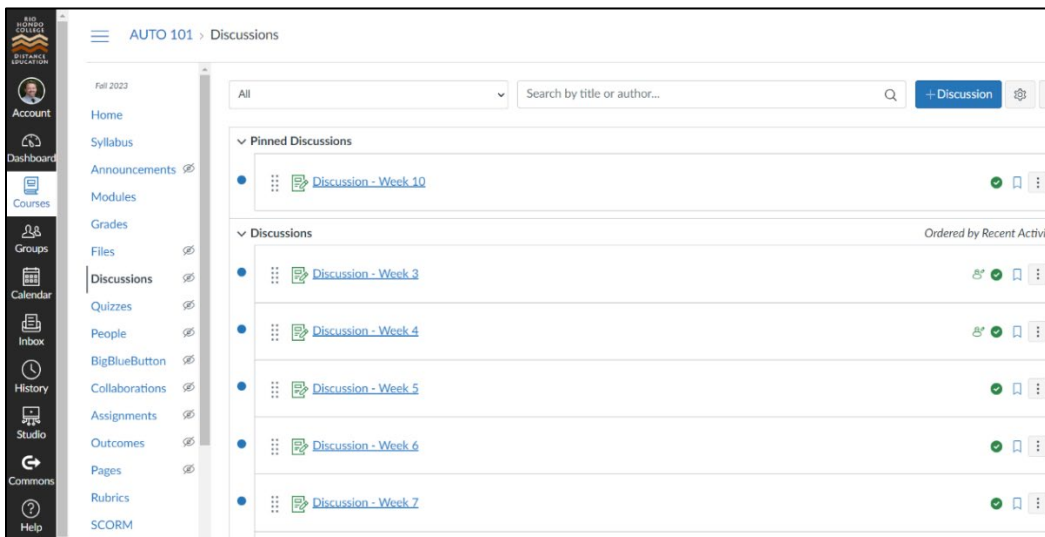 RIO
HONDO
COLLEGE
DISTANCE
EDUCATION
Account
Dashboard
Courses
Groups
Calendar
Inbox
History
Studio
Commons
Help
AUTO 101 > Discussions
Fall 2023
Home
Syllabus
Announcements
Modules
Grades
Files
Discussions
Quizzes
People
BigBlueButton
Collaborations
Assignments
Outcomes
Pages
Rubrics
SCORM
All
Search by title or author...
+Discussion
Pinned Discussions
Discussion - Week 10
Discussions
Ordered by Recent Activi
Discussion - Week 3
Discussion - Week 4
Discussion - Week 5
Discussion - Week 6
Discussion - Week 7